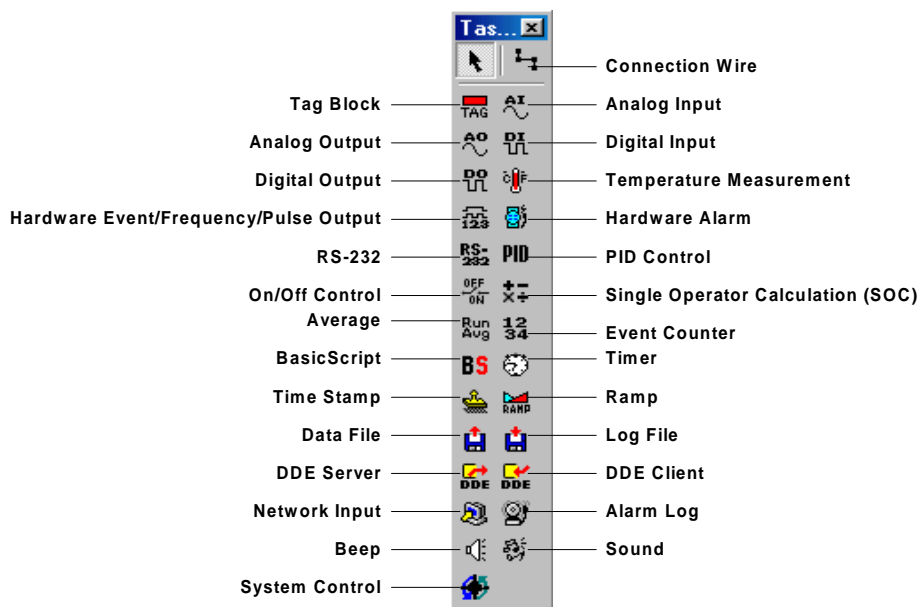 Tas...
Connection Wire
Tag Block TAG AI Analog Input
Analog Output AO DI Digital Input
Digital Output DO C F Temperature Measurement
Hardware Event/Frequency/Pulse Output 123 Hardware Alarm
RS-232 RS-232 PID PID Control
On/Off Control OFF ON + - × ÷ Single Operator Calculation (SOC)
Average Run Avg 12 34 Event Counter
BasicScript BS Timer
Time Stamp RAMP Ramp
Data File Log File
DDE Server DDE DDE DDE Client
Network Input Alarm Log
Beep Sound
System Control